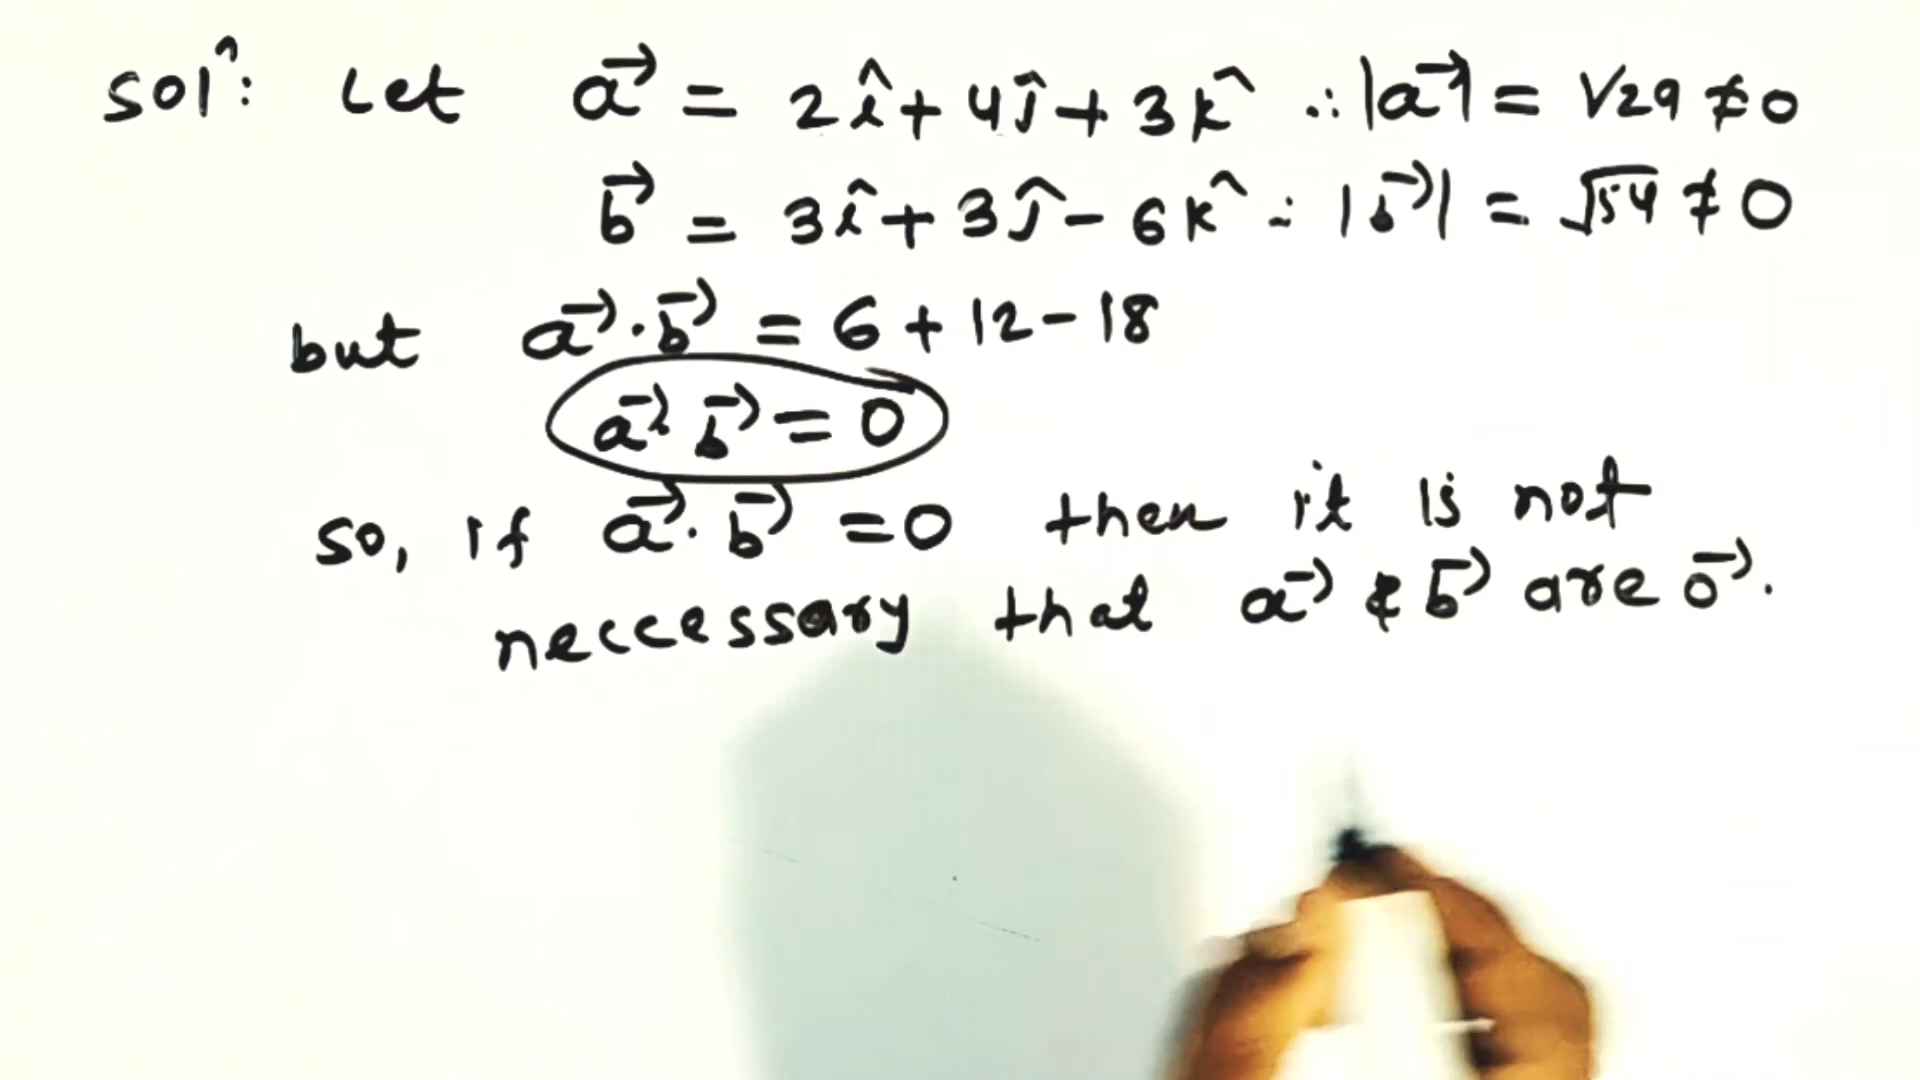 solⁿ: Let a⃗ = 2î + 4ĵ + 3k̂ ∴ |a⃗| = √29 ≠ 0
b⃗ = 3î + 3ĵ - 6k̂ ∴ |b⃗| = √54 ≠ 0
but a⃗ · b⃗ = 6 + 12 - 18
a⃗ · b⃗ = 0
so, if a⃗ · b⃗ = 0 then it is not
neccessary that a⃗ & b⃗ are 0⃗.